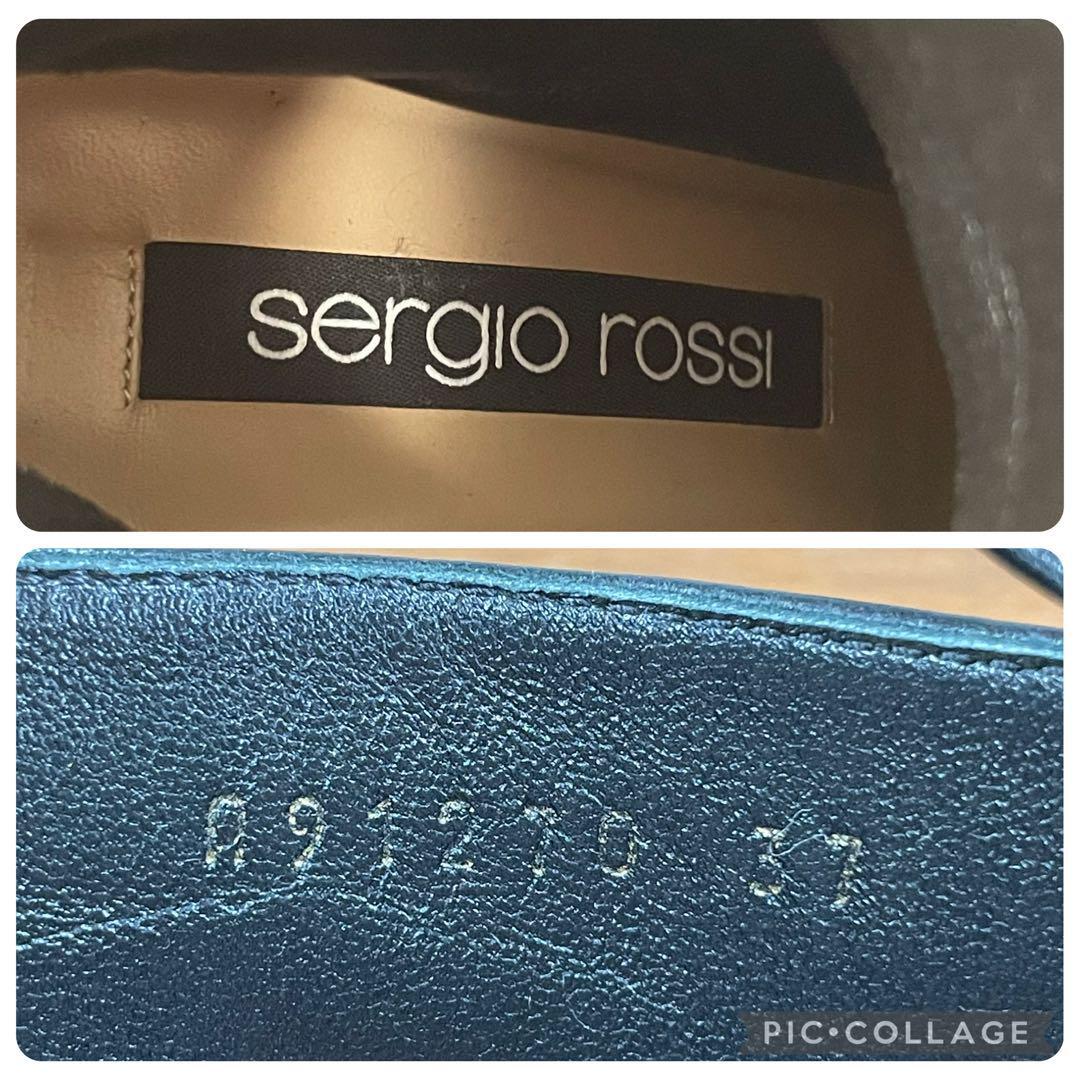 sergio rossi
A91270 37
PIC•COLLAGE